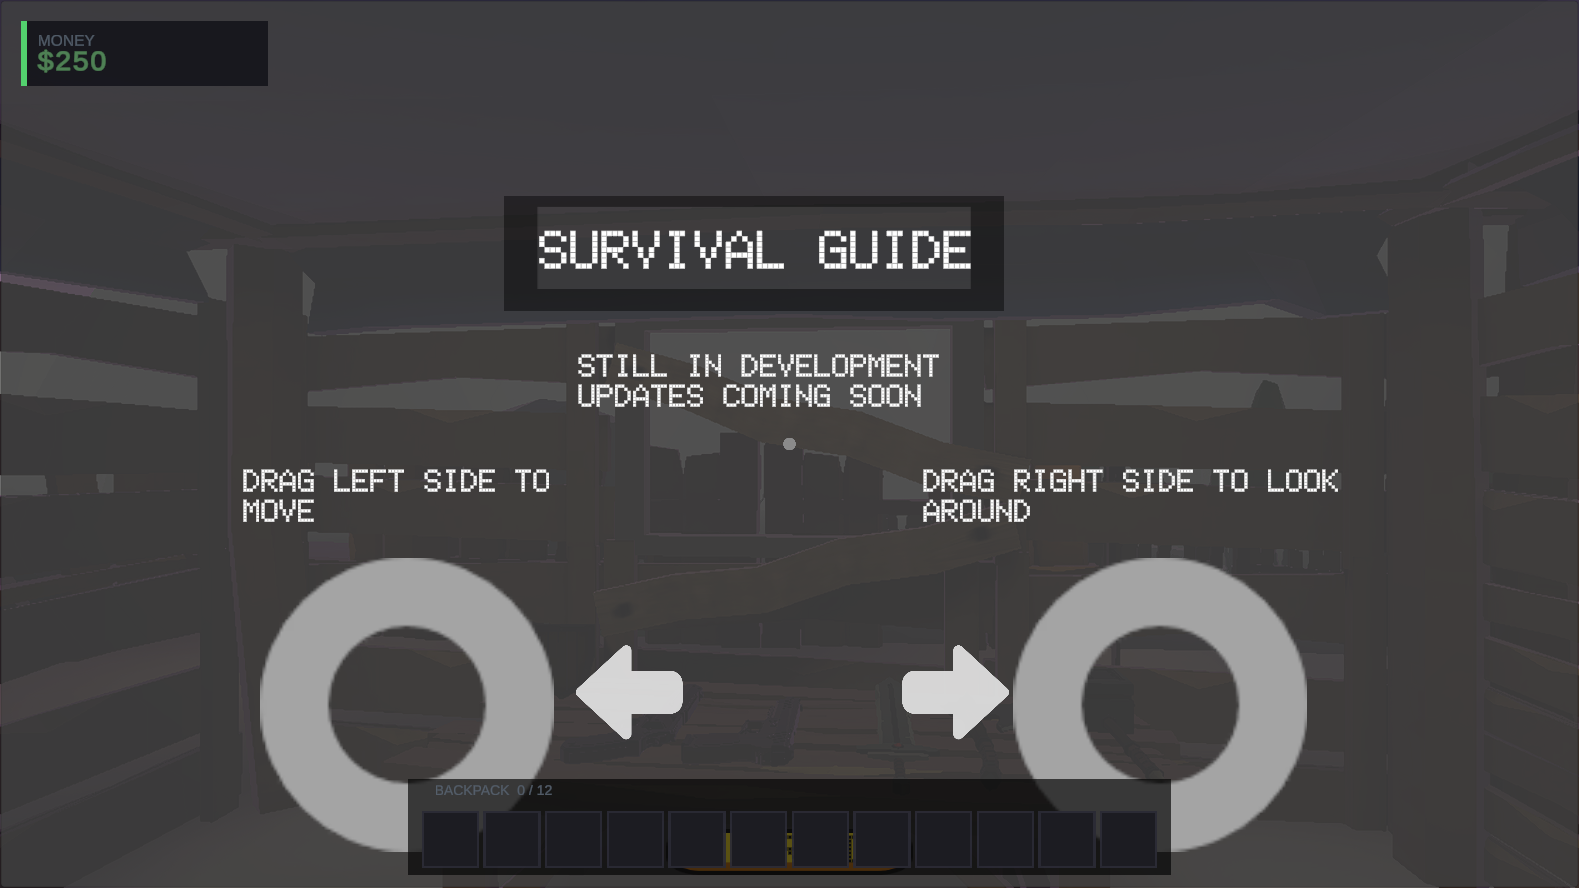 MONEY
$250
SURVIVAL GUIDE
STILL IN DEVELOPMENT
UPDATES COMING SOON
DRAG LEFT SIDE TO
MOVE
DRAG RIGHT SIDE TO LOOK
AROUND
BACKPACK 0 / 12